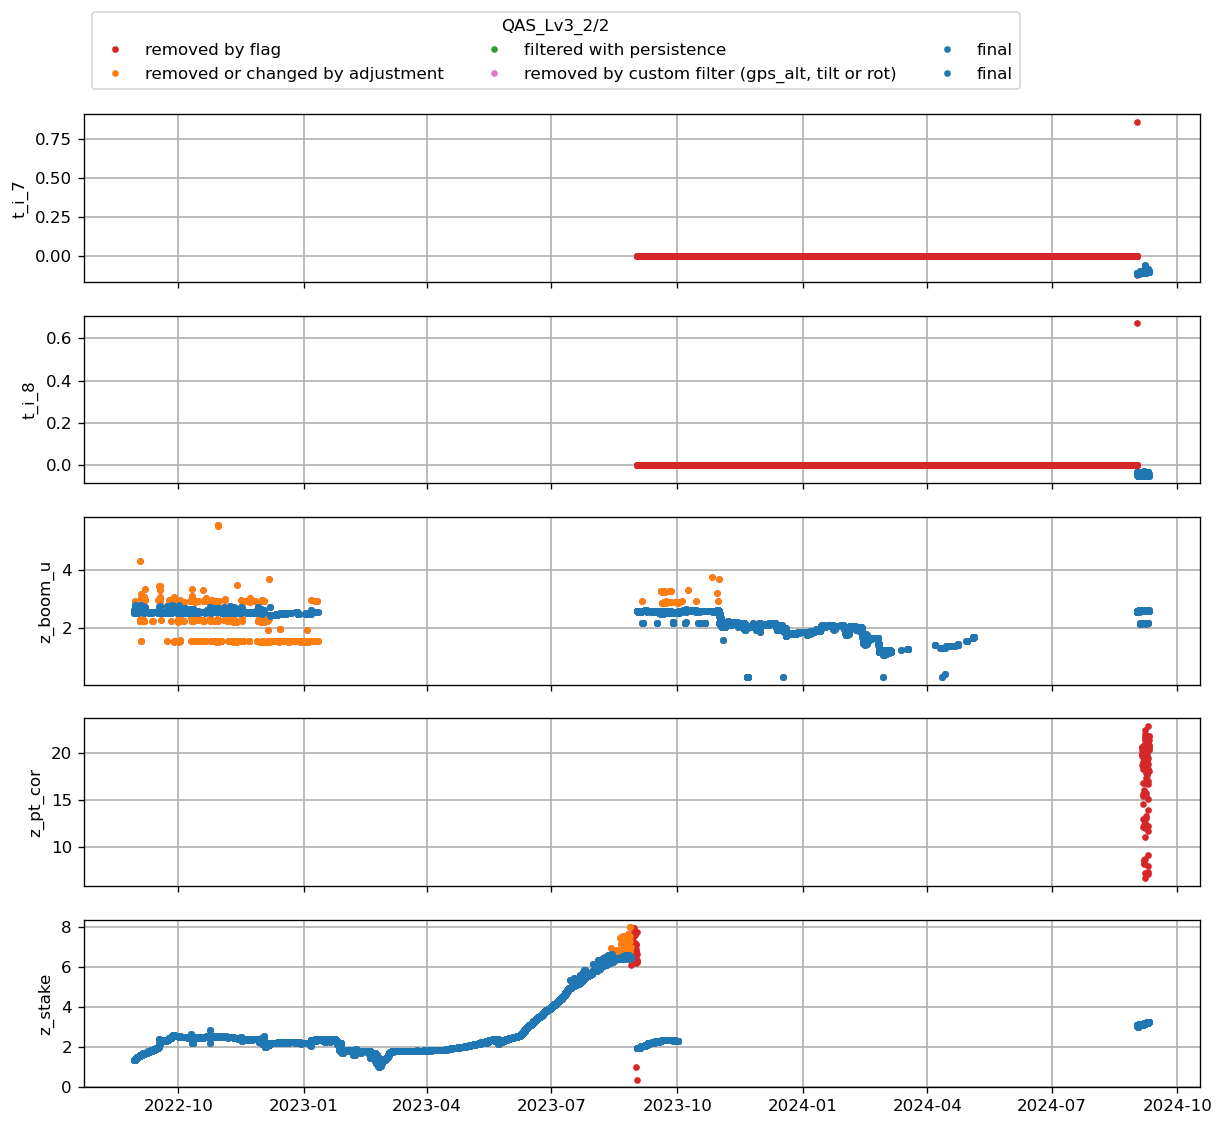 QAS_Lv3_2/2
removed by flag
filtered with persistence
final
removed or changed by adjustment
removed by custom filter (gps_alt, tilt or rot)
final
t_i_7
0.75
0.50
0.25
0.00
t_i_8
0.6
0.4
0.2
0.0
z_boom_u
4
2
z_pt_cor
20
15
10
z_stake
8
6
4
2
0
2022-10
2023-01
2023-04
2023-07
2023-10
2024-01
2024-04
2024-07
2024-10